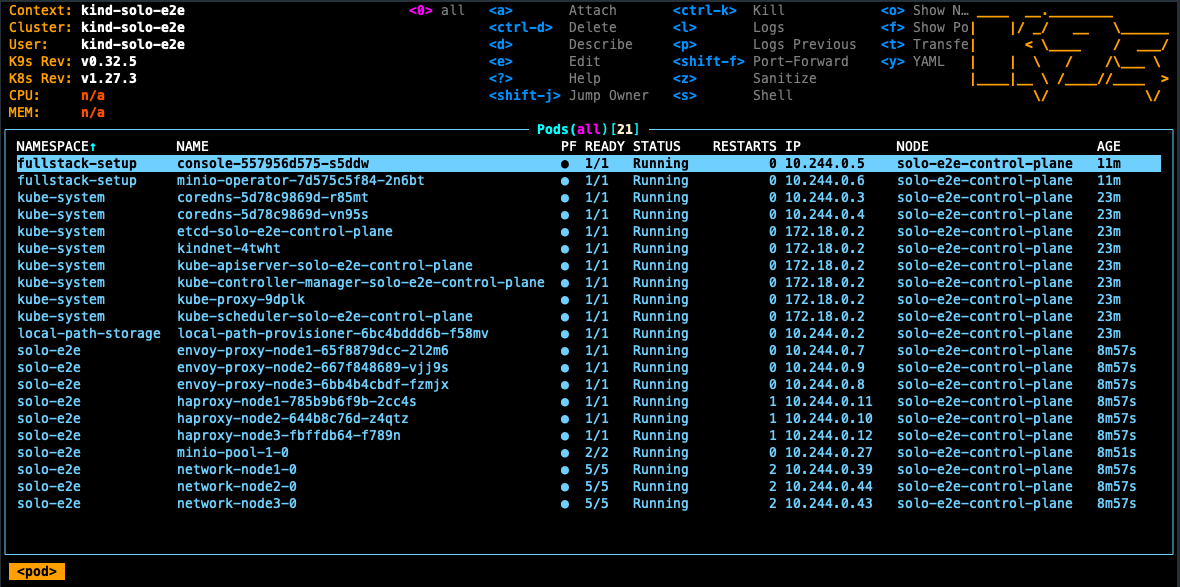 Context: kind-solo-e2e <0> all <a> Attach <ctrl-k> Kill <o> Show N…
Cluster: kind-solo-e2e <ctrl-d> Delete <l> Logs <f> Show Po
User: kind-solo-e2e <d> Describe <p> Logs Previous <t> Transfe
K9s Rev: v0.32.5 <e> Edit <shift-f> Port-Forward <y> YAML
K8s Rev: v1.27.3 <?> Help <z> Sanitize
CPU: n/a <shift-j> Jump Owner <s> Shell
MEM: n/a
Pods(all)[21]
NAMESPACE↑ NAME PF READY STATUS RESTARTS IP NODE AGE
fullstack-setup console-557956d575-s5ddw ● 1/1 Running 0 10.244.0.5 solo-e2e-control-plane 11m
fullstack-setup minio-operator-7d575c5f84-2n6bt ● 1/1 Running 0 10.244.0.6 solo-e2e-control-plane 11m
kube-system coredns-5d78c9869d-r85mt ● 1/1 Running 0 10.244.0.3 solo-e2e-control-plane 23m
kube-system coredns-5d78c9869d-vn95s ● 1/1 Running 0 10.244.0.4 solo-e2e-control-plane 23m
kube-system etcd-solo-e2e-control-plane ● 1/1 Running 0 172.18.0.2 solo-e2e-control-plane 23m
kube-system kindnet-4twht ● 1/1 Running 0 172.18.0.2 solo-e2e-control-plane 23m
kube-system kube-apiserver-solo-e2e-control-plane ● 1/1 Running 0 172.18.0.2 solo-e2e-control-plane 23m
kube-system kube-controller-manager-solo-e2e-control-plane ● 1/1 Running 0 172.18.0.2 solo-e2e-control-plane 23m
kube-system kube-proxy-9dplk ● 1/1 Running 0 172.18.0.2 solo-e2e-control-plane 23m
kube-system kube-scheduler-solo-e2e-control-plane ● 1/1 Running 0 172.18.0.2 solo-e2e-control-plane 23m
local-path-storage local-path-provisioner-6bc4bddd6b-f58mv ● 1/1 Running 0 10.244.0.2 solo-e2e-control-plane 23m
solo-e2e envoy-proxy-node1-65f8879dcc-2l2m6 ● 1/1 Running 0 10.244.0.7 solo-e2e-control-plane 8m57s
solo-e2e envoy-proxy-node2-667f848689-vjj9s ● 1/1 Running 0 10.244.0.9 solo-e2e-control-plane 8m57s
solo-e2e envoy-proxy-node3-6bb4b4cbdf-fzmjx ● 1/1 Running 0 10.244.0.8 solo-e2e-control-plane 8m57s
solo-e2e haproxy-node1-785b9b6f9b-2cc4s ● 1/1 Running 1 10.244.0.11 solo-e2e-control-plane 8m57s
solo-e2e haproxy-node2-644b8c76d-z4qtz ● 1/1 Running 1 10.244.0.10 solo-e2e-control-plane 8m57s
solo-e2e haproxy-node3-fbffdb64-f789n ● 1/1 Running 1 10.244.0.12 solo-e2e-control-plane 8m57s
solo-e2e minio-pool-1-0 ● 2/2 Running 0 10.244.0.27 solo-e2e-control-plane 8m51s
solo-e2e network-node1-0 ● 5/5 Running 2 10.244.0.39 solo-e2e-control-plane 8m57s
solo-e2e network-node2-0 ● 5/5 Running 2 10.244.0.44 solo-e2e-control-plane 8m57s
solo-e2e network-node3-0 ● 5/5 Running 2 10.244.0.43 solo-e2e-control-plane 8m57s
<pod>